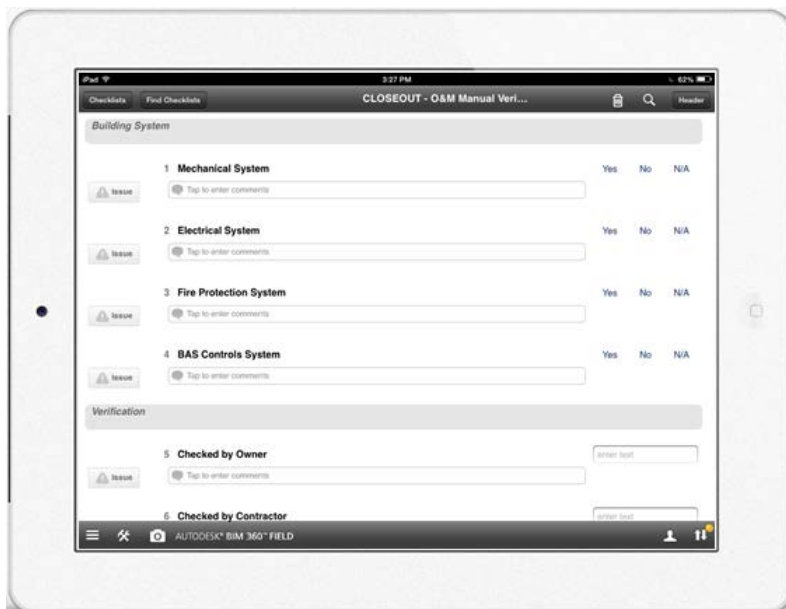 iPad 3:27 PM 62%
Checklists Find Checklists CLOSEOUT - O&M Manual Veri... Header
Building System
1 Mechanical System Yes No N/A
Issue Tap to enter comments
2 Electrical System Yes No N/A
Issue Tap to enter comments
3 Fire Protection System Yes No N/A
Issue Tap to enter comments
4 BAS Controls System Yes No N/A
Issue Tap to enter comments
Verification
5 Checked by Owner enter text
Issue Tap to enter comments
6 Checked by Contractor enter text
AUTODESK® BIM 360™ FIELD